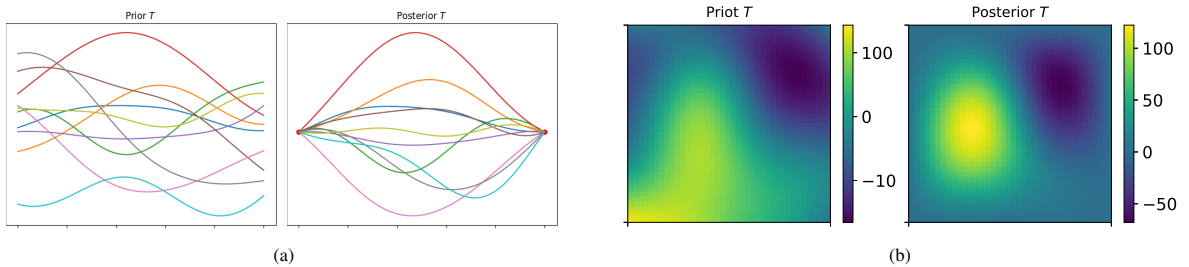 Prior T
Posterior T
(a)
Priot T
100
0
−10
Posterior T
100
50
0
−50
(b)